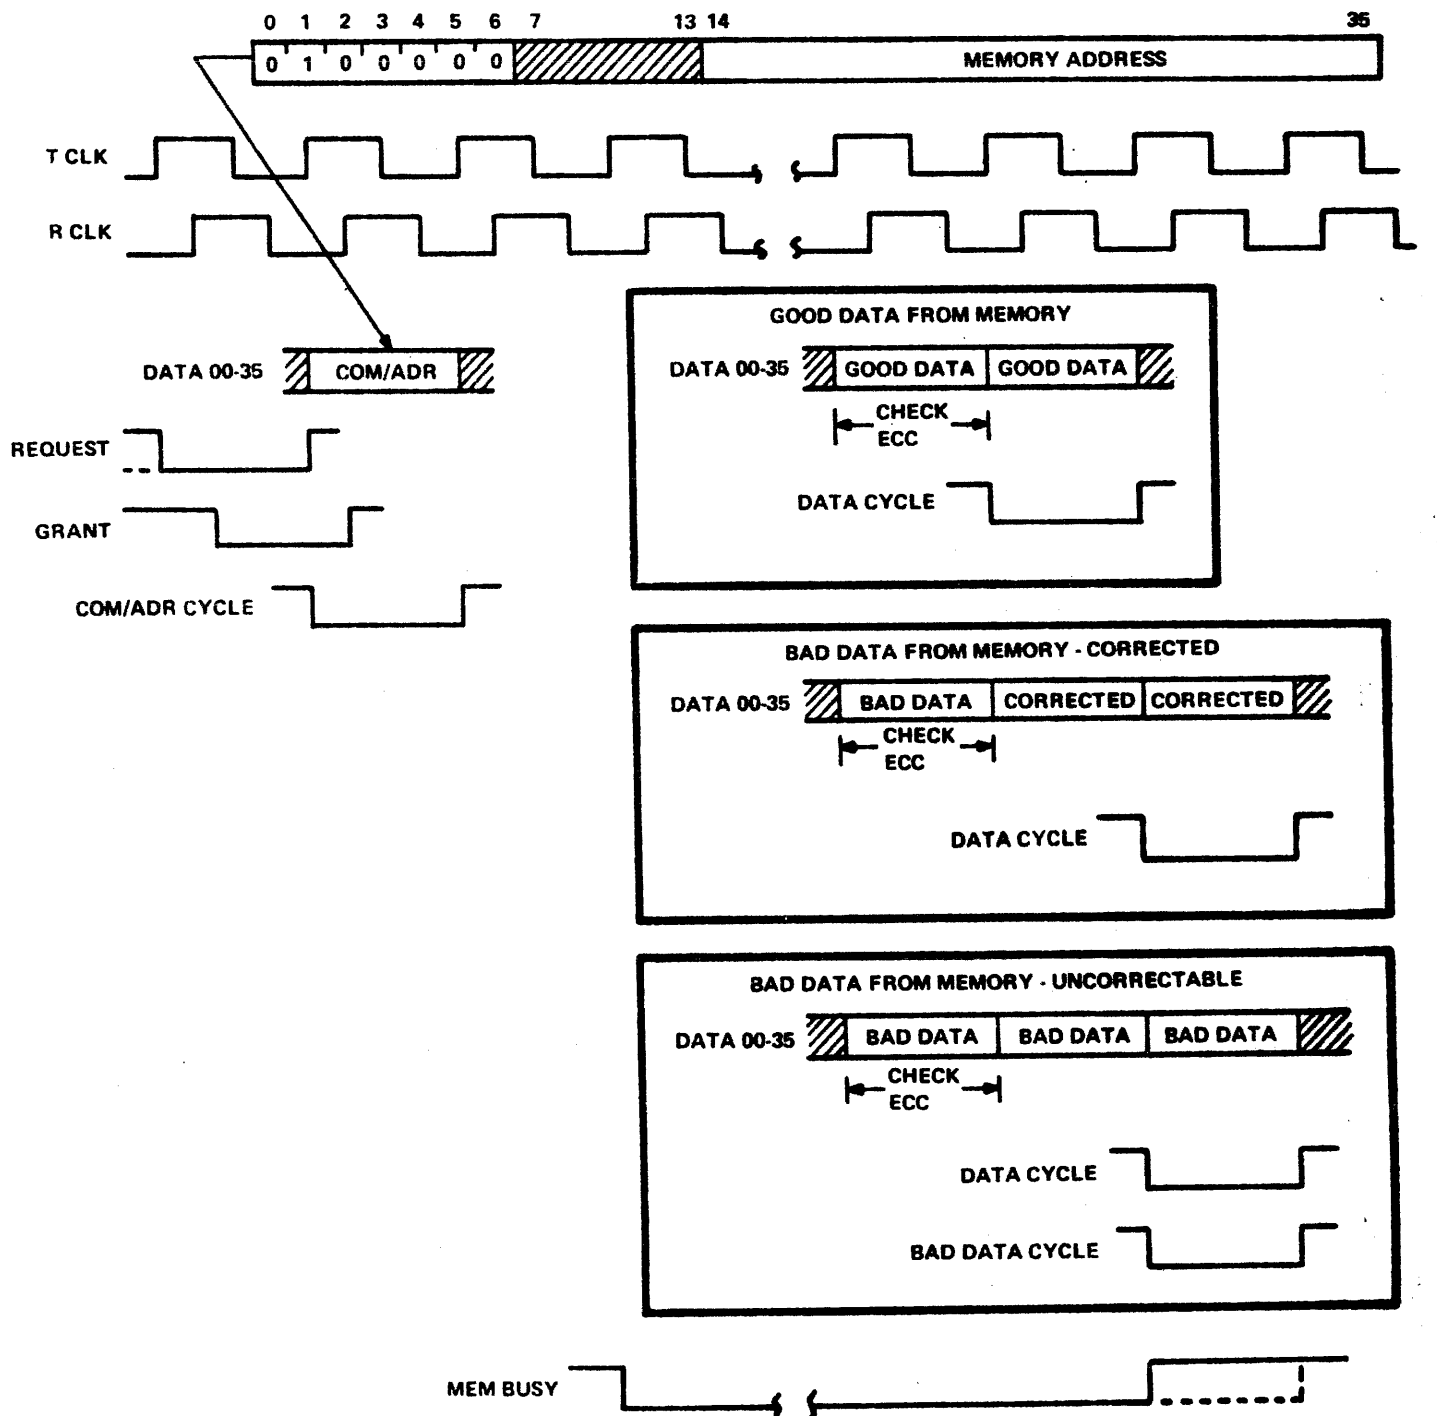 0 1 2 3 4 5 6 7 13 14 35
0 1 0 0 0 0 0 MEMORY ADDRESS
T CLK
R CLK
DATA 00-35 COM/ADR
REQUEST
GRANT
COM/ADR CYCLE
GOOD DATA FROM MEMORY
DATA 00-35 GOOD DATA GOOD DATA
CHECK
ECC
DATA CYCLE
BAD DATA FROM MEMORY - CORRECTED
DATA 00-35 BAD DATA CORRECTED CORRECTED
CHECK
ECC
DATA CYCLE
BAD DATA FROM MEMORY - UNCORRECTABLE
DATA 00-35 BAD DATA BAD DATA BAD DATA
CHECK
ECC
DATA CYCLE
BAD DATA CYCLE
MEM BUSY